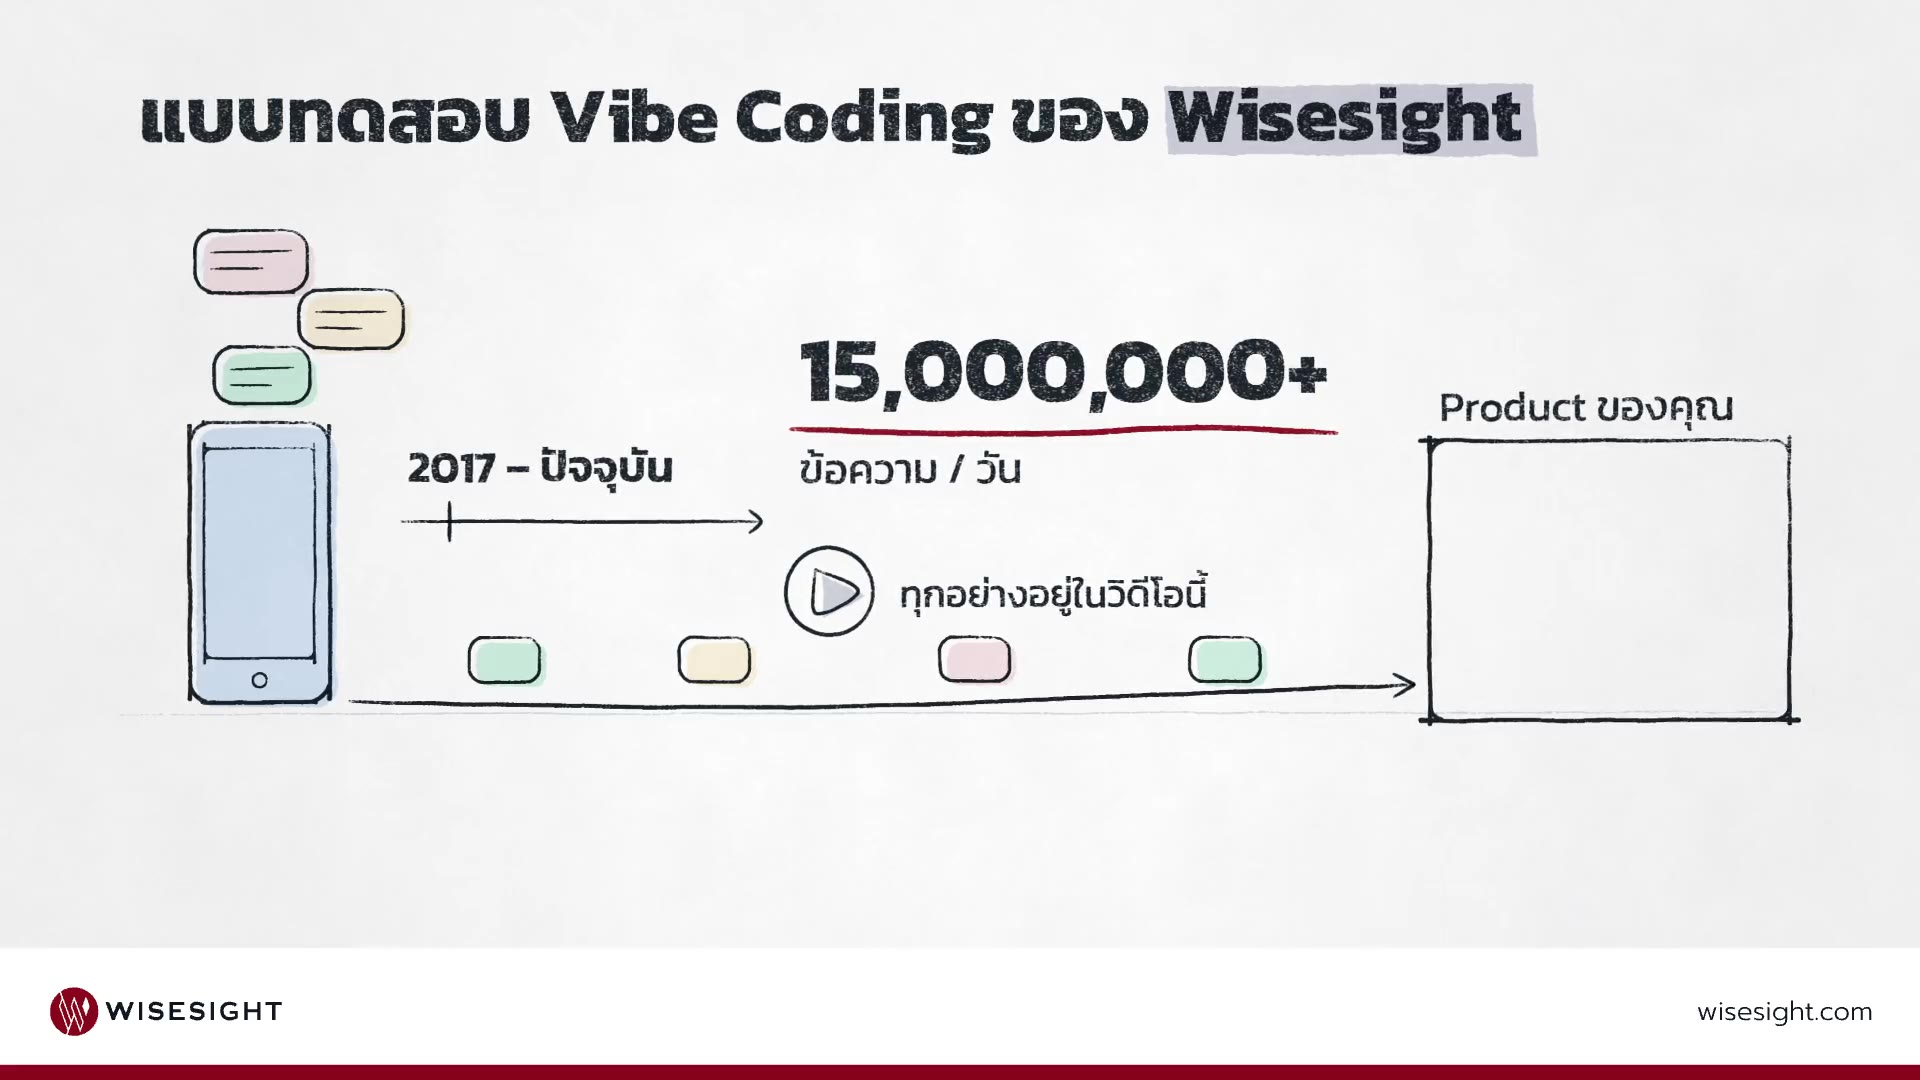 แบบทดสอบ Vibe Coding ของ Wisesight
15,000,000+
ข้อความ / วัน
2017 – ปัจจุบัน
ทุกอย่างอยู่ในวิดีโอนี้
Product ของคุณ
WISESIGHT
wisesight.com